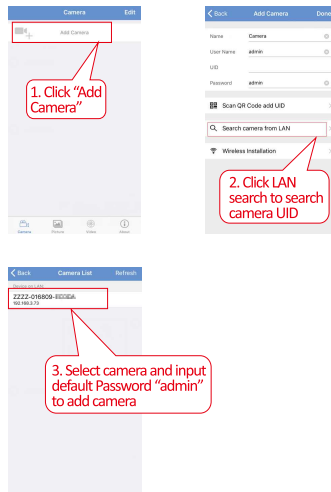 Camera
Edit
Add Camera
1. Click "Add
Camera"
Camera
Picture
Video
About
Back
Add Camera
Done
Name
Camera
User Name
admin
UID
Password
admin
Scan QR Code add UID
Search camera from LAN
Wireless Installation
2. Click LAN
search to search
camera UID
Back
Camera List
Refresh
Device on LAN
ZZZZ-016809-
192.168.3.73
3. Select camera and input
default Password "admin"
to add camera